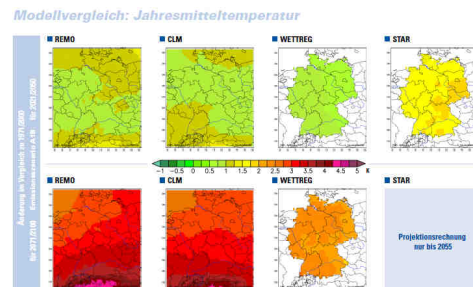 Modellvergleich: Jahresmitteltemperatur
REMO
CLM
WETTREG
STAR
Änderung im Vergleich zu 1971/2000
Emissionsszenario A1B
für 2021/2050
-1 -0.5 0 0.5 1 1.5 2 2.5 3 3.5 4 4.5 5 K
REMO
CLM
WETTREG
STAR
für 2071/2100
Projektionsrechnung
nur bis 2055